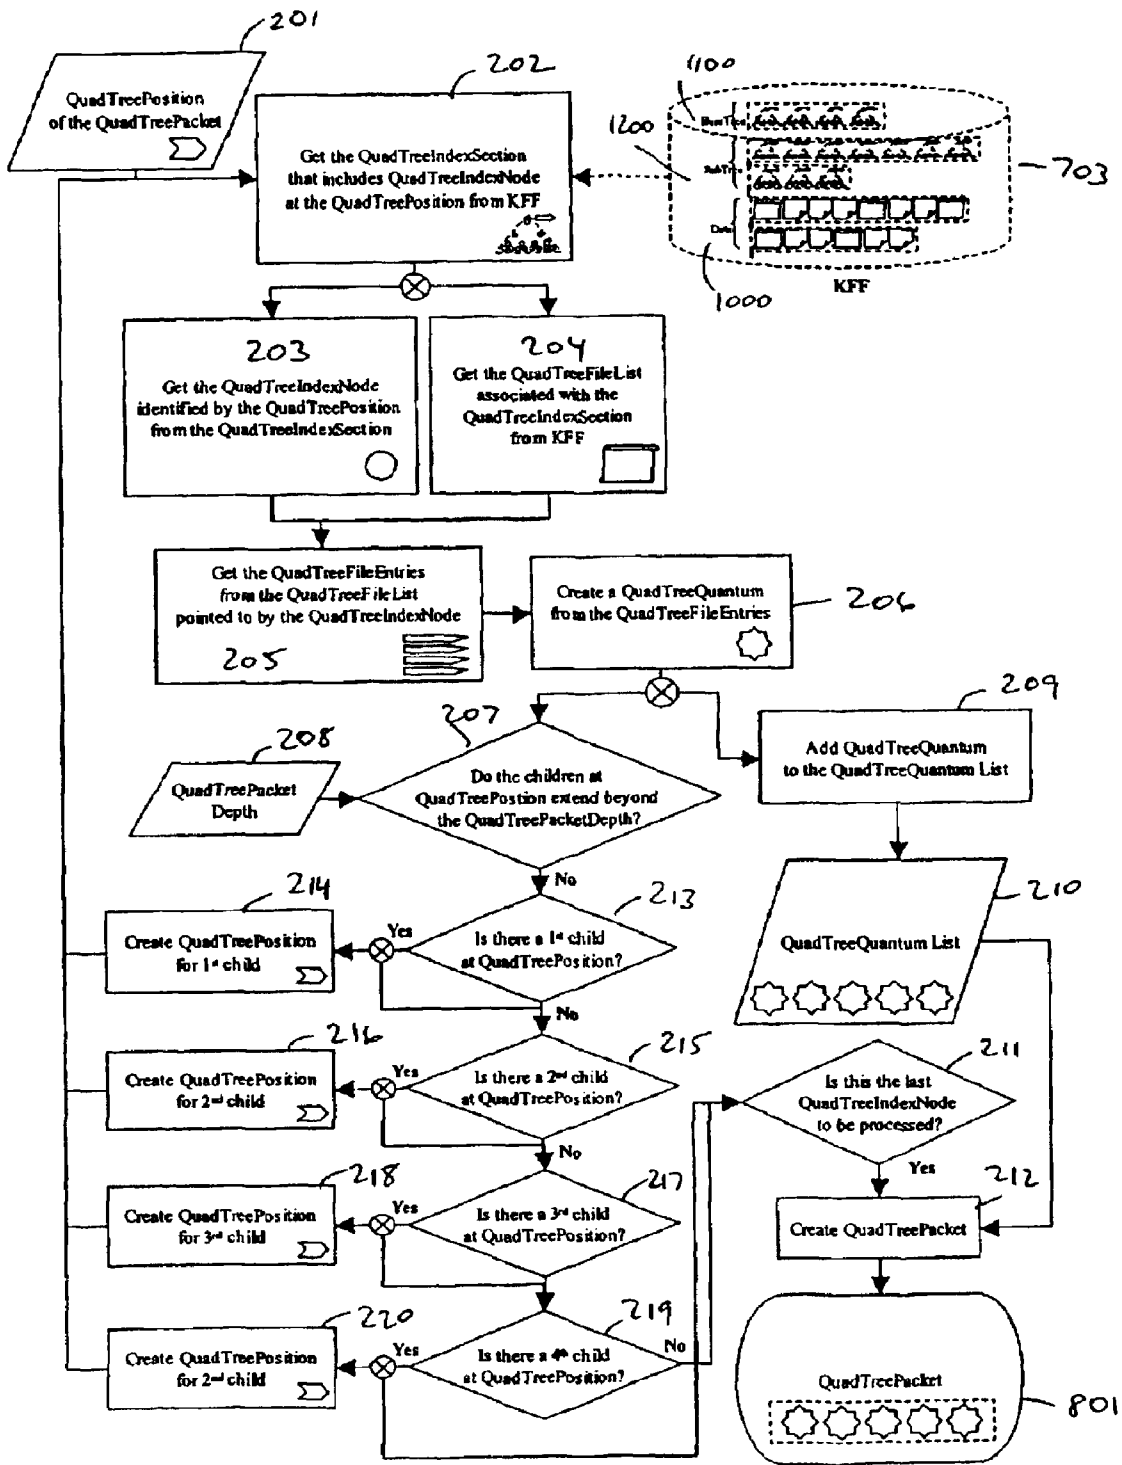 201
QuadTreePosition
of the QuadTreePacket
202
Get the QuadTreeIndexSection
that includes QuadTreeIndexNode
at the QuadTreePosition from KFF
1100
1200
SubTree
Data
1000
703
KFF
203
Get the QuadTreeIndexNode
identified by the QuadTreePosition
from the QuadTreeIndexSection
204
Get the QuadTreeFileList
associated with the
QuadTreeIndexSection
from KFF
Get the QuadTreeFileEntries
from the QuadTreeFileList
pointed to by the QuadTreeIndexNode
205
Create a QuadTreeQuantum
from the QuadTreeFileEntries
206
207
Do the children at
QuadTreePostion extend beyond
the QuadTreePacketDepth?
208
QuadTreePacket
Depth
209
Add QuadTreeQuantum
to the QuadTreeQuantum List
No
210
QuadTreeQuantum List
213
Is there a 1st child
at QuadTreePosition?
Yes
214
Create QuadTreePosition
for 1st child
No
215
Is there a 2nd child
at QuadTreePosition?
Yes
216
Create QuadTreePosition
for 2nd child
No
211
Is this the last
QuadTreeIndexNode
to be processed?
Yes
217
Is there a 3rd child
at QuadTreePosition?
Yes
218
Create QuadTreePosition
for 3rd child
212
Create QuadTreePacket
219
Is there a 4th child
at QuadTreePosition?
No
Yes
220
Create QuadTreePosition
for 2nd child
QuadTreePacket
801